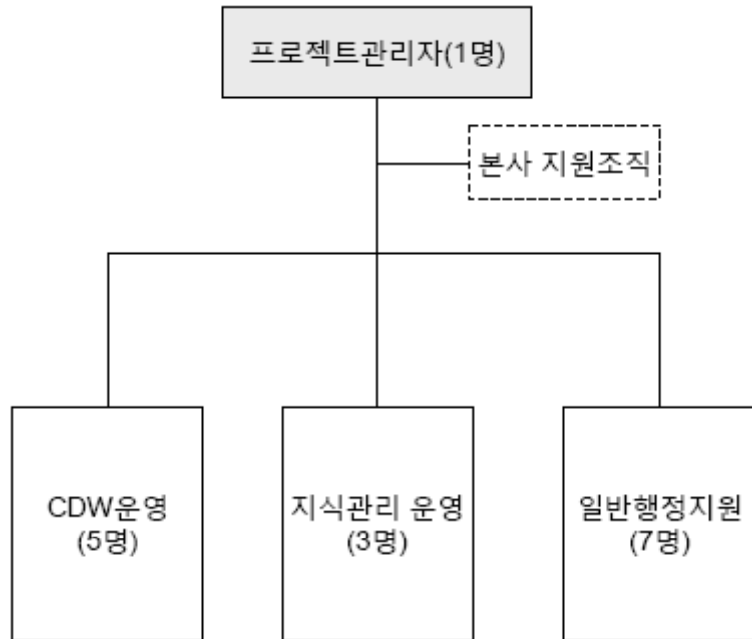 프로젝트관리자(1명)
본사 지원조직
CDW운영
(5명)
지식관리 운영
(3명)
일반행정지원
(7명)